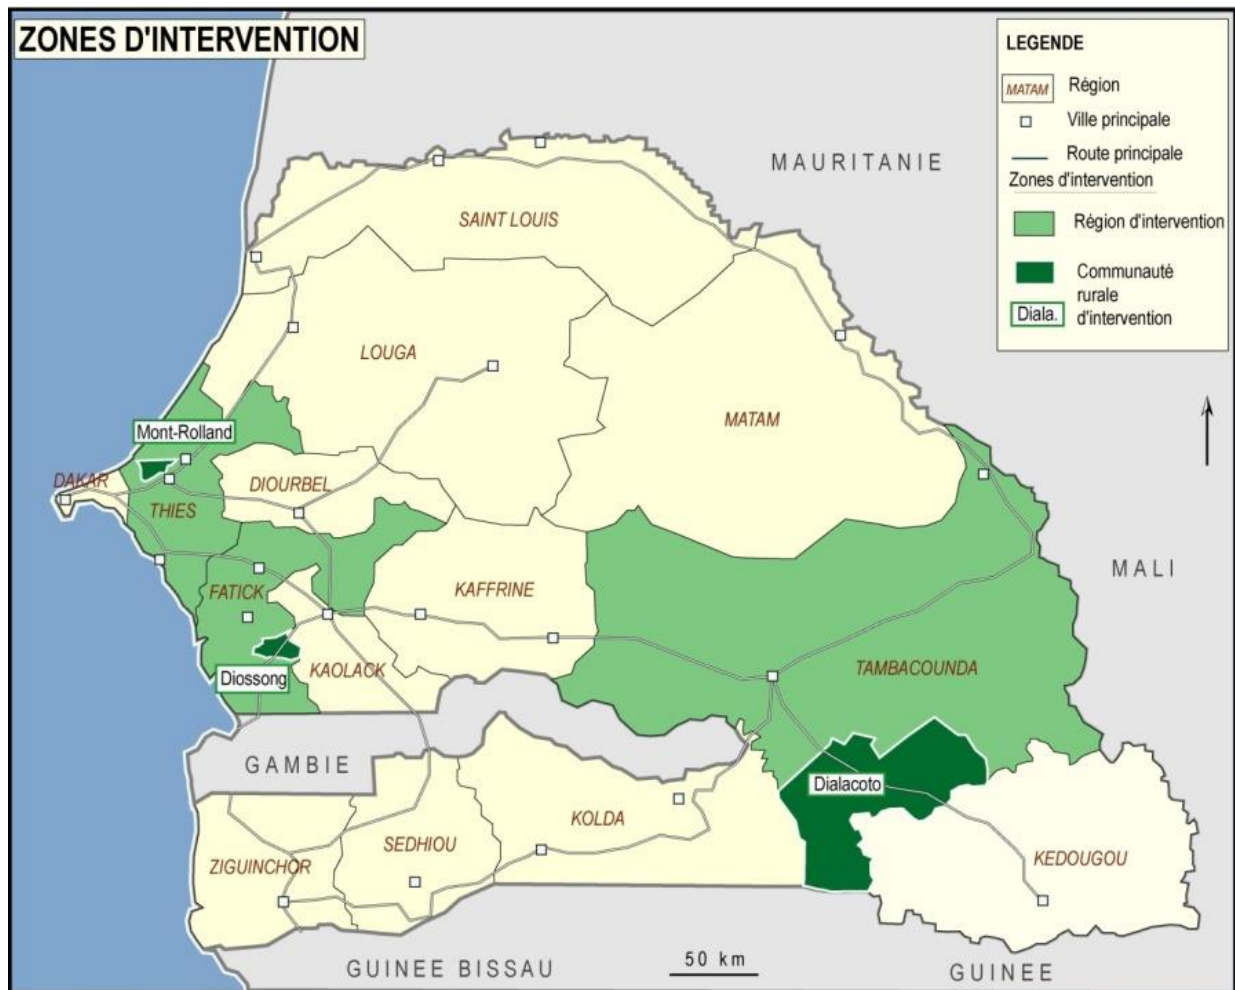 ZONES D'INTERVENTION
LEGENDE
MATAM
Région
Ville principale
Route principale
Zones d'intervention
Région d'intervention
Communauté
rurale
d'intervention
Diala.
MAURITANIE
SAINT LOUIS
LOUGA
MATAM
Mont-Rolland
DAKAR
DIOURBEL
THIES
MALI
FATICK
KAFFRINE
Diossong
KAOLACK
TAMBACOUNDA
GAMBIE
Dialacoto
KOLDA
SEDHIOU
ZIGUINCHOR
KEDOUGOU
50 km
GUINEE BISSAU
GUINEE